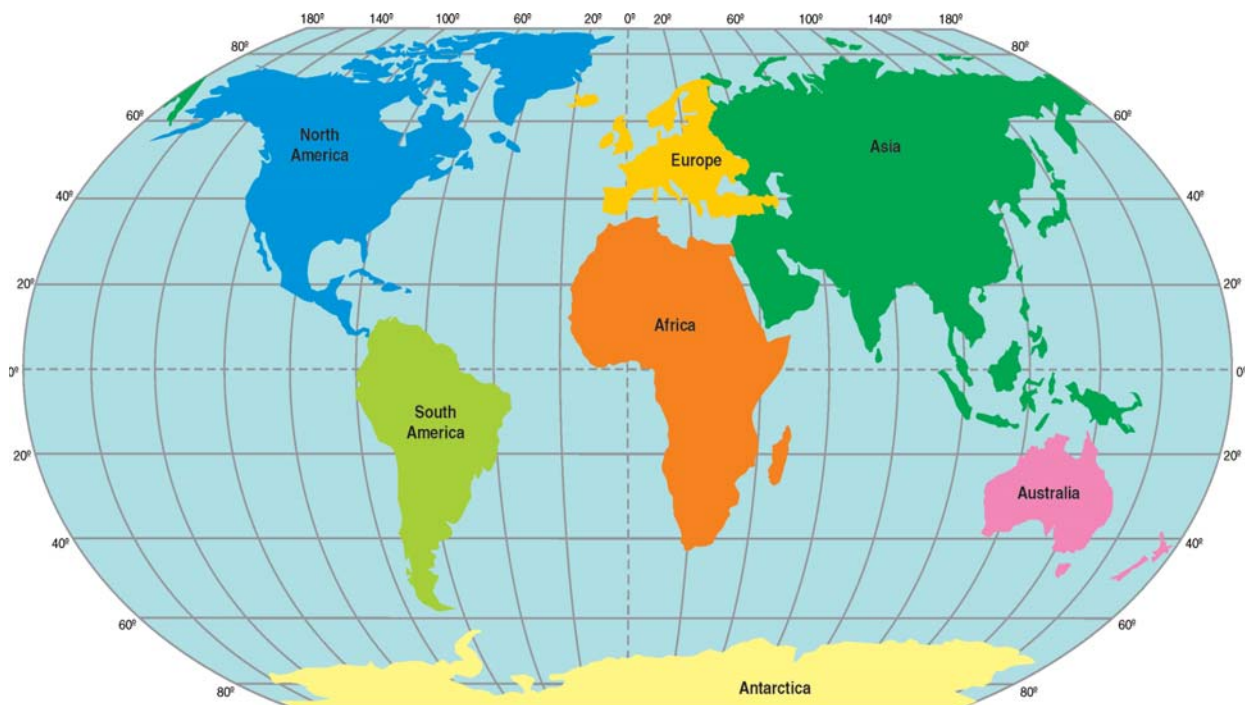 180º 140º 100º 60º 20º 0º 20º 60º 100º 140º 180º
80º 80º
60º 60º
North
America
Europe
Asia
40º 40º
20º 20º
Africa
0º 0º
South
America
20º 20º
Australia
40º 40º
60º 60º
80º 80º
Antarctica